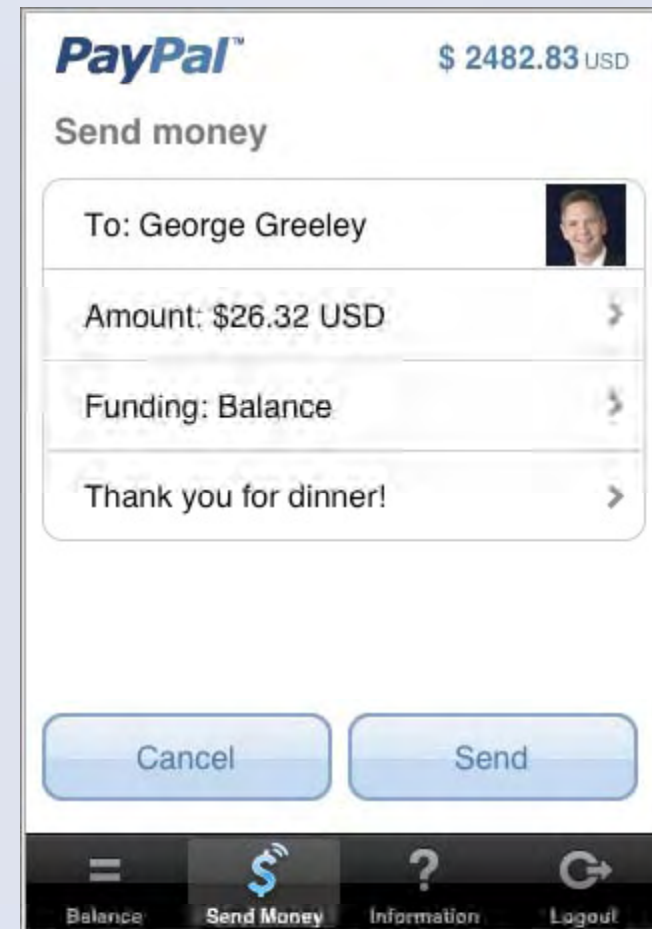 PayPal™ $ 2482.83 USD
Send money
To: George Greeley
Amount: $26.32 USD
Funding: Balance
Thank you for dinner!
Cancel Send
Balance Send Money Information Logout